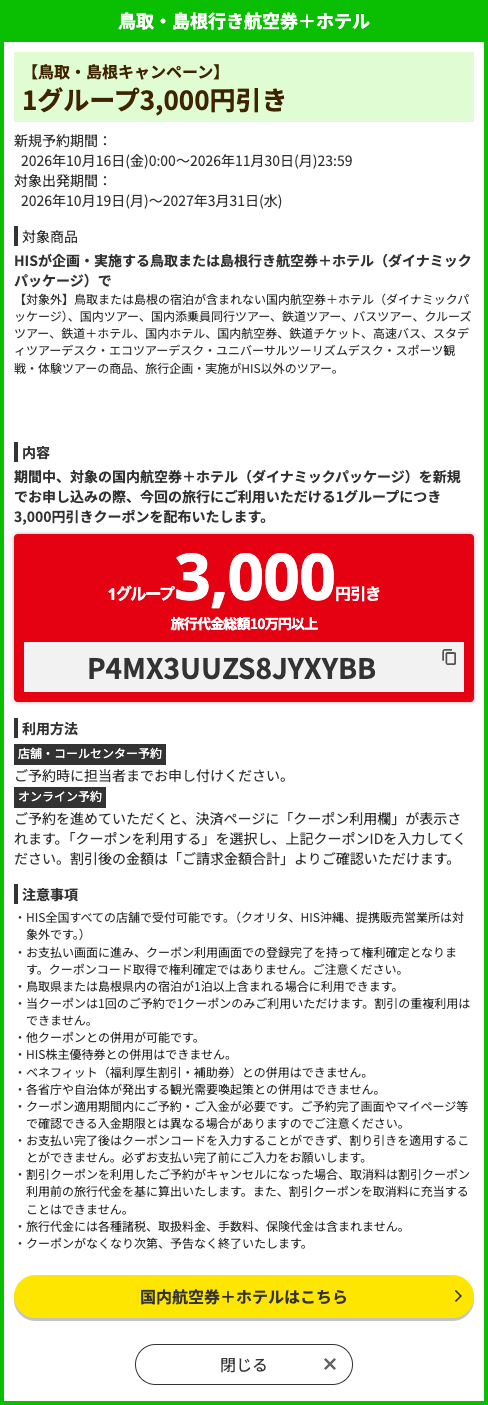 鳥取・島根行き航空券＋ホテル
【鳥取・島根キャンペーン】
1グループ3,000円引き
新規予約期間：
2026年10月16日(金)0:00～2026年11月30日(月)23:59
対象出発期間：
2026年10月19日(月)～2027年3月31日(水)
対象商品
HISが企画・実施する鳥取または島根行き航空券＋ホテル（ダイナミック
パッケージ）で
【対象外】鳥取または島根の宿泊が含まれない国内航空券＋ホテル（ダイナミックパ
ッケージ）、国内ツアー、国内添乗員同行ツアー、鉄道ツアー、バスツアー、クルーズ
ツアー、鉄道＋ホテル、国内ホテル、国内航空券、鉄道チケット、高速バス、スタデ
ィツアーデスク・エコツアーデスク・ユニバーサルツーリズムデスク・スポーツ観
戦・体験ツアーの商品、旅行企画・実施がHIS以外のツアー。
内容
期間中、対象の国内航空券＋ホテル（ダイナミックパッケージ）を新規
でお申し込みの際、今回の旅行にご利用いただける1グループにつき
3,000円引きクーポンを配布いたします。
1グループ3,000円引き
旅行代金総額10万円以上
P4MX3UUZS8JYXYBB
利用方法
店舗・コールセンター予約
ご予約時に担当者までお申し付けください。
オンライン予約
ご予約を進めていただくと、決済ページに「クーポン利用欄」が表示さ
れます。「クーポンを利用する」を選択し、上記クーポンIDを入力してく
ださい。割引後の金額は「ご請求金額合計」よりご確認いただけます。
注意事項
・HIS全国すべての店舗で受付可能です。（クオリタ、HIS沖縄、提携販売営業所は対
象外です。）
・お支払い画面に進み、クーポン利用画面での登録完了を持って権利確定となりま
す。クーポンコード取得で権利確定ではありません。ご注意ください。
・鳥取県または島根県内の宿泊が1泊以上含まれる場合に利用できます。
・当クーポンは1回のご予約で1クーポンのみご利用いただけます。割引の重複利用は
できません。
・他クーポンとの併用が可能です。
・HIS株主優待券との併用はできません。
・ベネフィット（福利厚生割引・補助券）との併用はできません。
・各省庁や自治体が発出する観光需要喚起策との併用はできません。
・クーポン適用期間内にご予約・ご入金が必要です。ご予約完了画面やマイページ等
で確認できる入金期限とは異なる場合がありますのでご注意ください。
・お支払い完了後はクーポンコードを入力することができず、割り引きを適用するこ
とができません。必ずお支払い完了前にご入力をお願いします。
・割引クーポンを利用したご予約がキャンセルになった場合、取消料は割引クーポン
利用前の旅行代金を基に算出いたします。また、割引クーポンを取消料に充当する
ことはできません。
・旅行代金には各種諸税、取扱料金、手数料、保険代金は含まれません。
・クーポンがなくなり次第、予告なく終了いたします。
国内航空券＋ホテルはこちら
閉じる